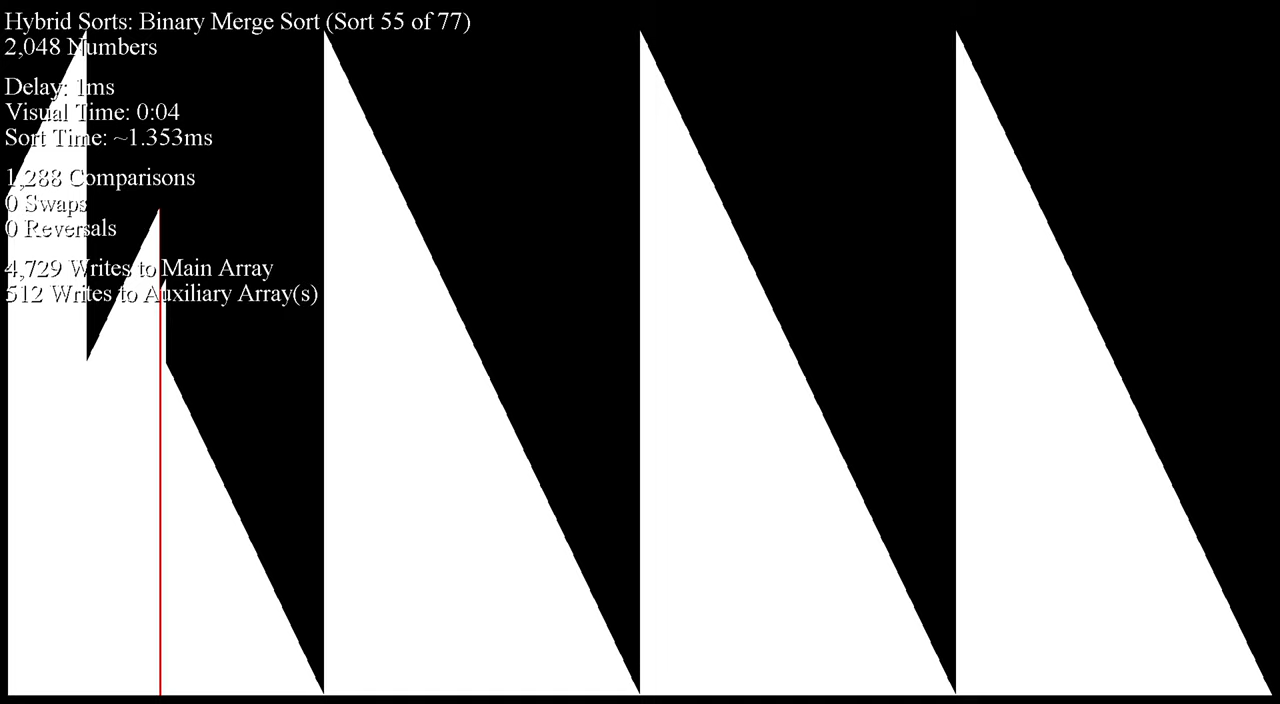 Hybrid Sorts: Binary Merge Sort (Sort 55 of 77)
2,048 Numbers
Delay: 1ms
Visual Time: 0:04
Sort Time: ~1.353ms
1,288 Comparisons
0 Swaps
0 Reversals
4,729 Writes to Main Array
512 Writes to Auxiliary Array(s)